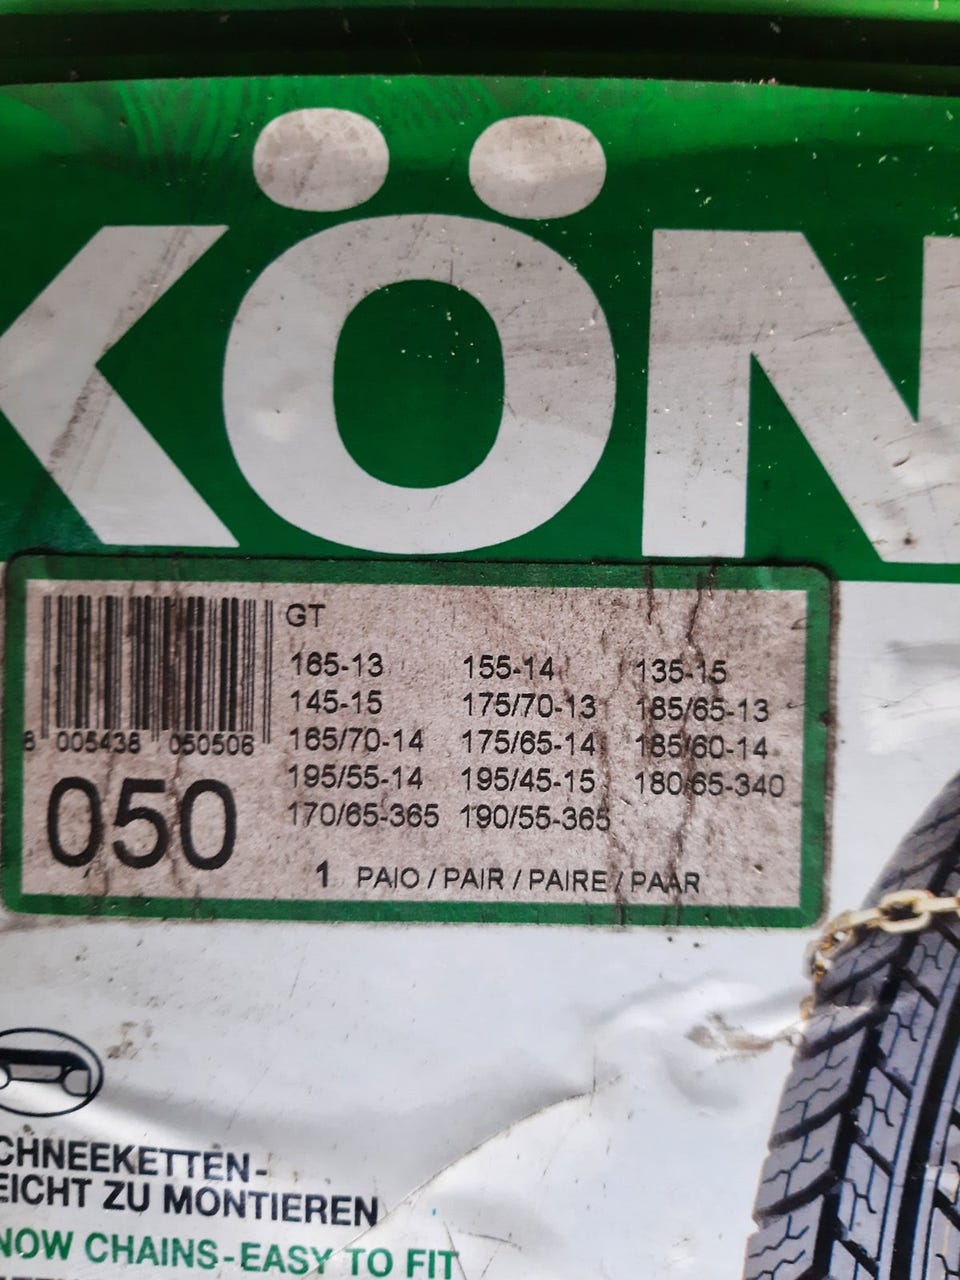 KÖN
GT
165-13 155-14 135-15
145-15 175/70-13 185/65-13
165/70-14 175/65-14 185/60-14
195/55-14 195/45-15 180/65-340
170/65-365 190/55-365
8 005438 050506
050
1 PAIO / PAIR / PAIRE / PAAR
CHNEEKETTEN-
EICHT ZU MONTIEREN
NOW CHAINS-EASY TO FIT